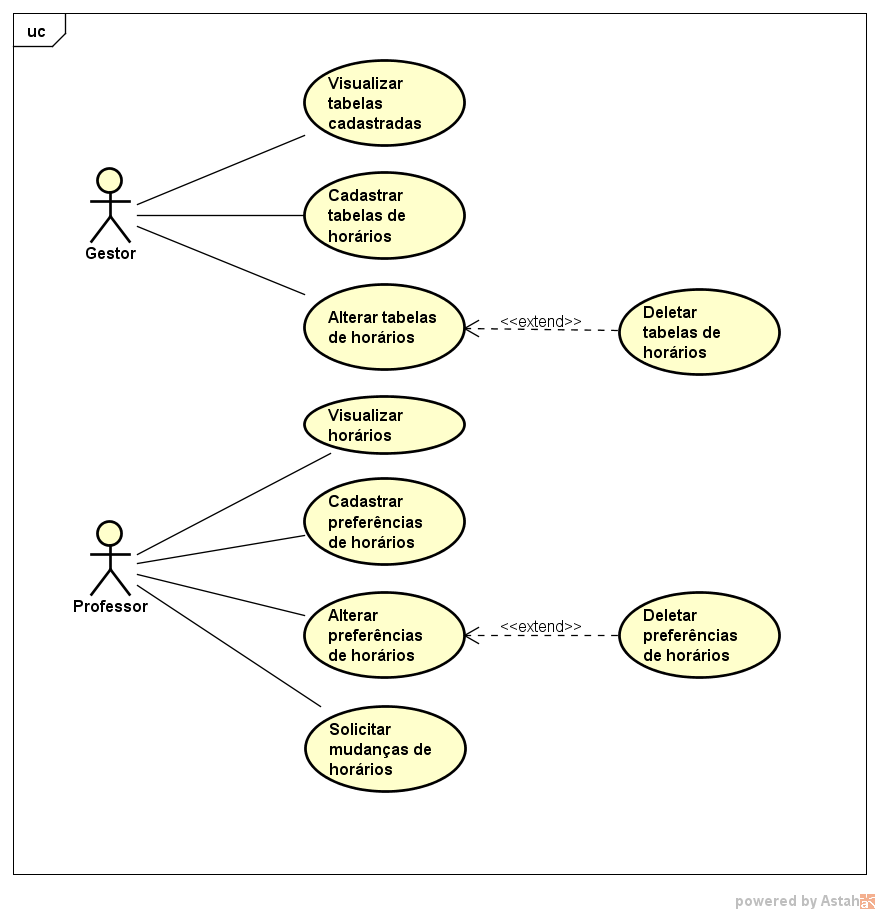 uc
Visualizar
tabelas
cadastradas
Cadastrar
tabelas de
horários
Gestor
Alterar tabelas
de horários
<<extend>>
Deletar
tabelas de
horários
Visualizar
horários
Cadastrar
preferências
de horários
Professor
Alterar
preferências
de horários
<<extend>>
Deletar
preferências
de horários
Solicitar
mudanças de
horários
powered by Astah